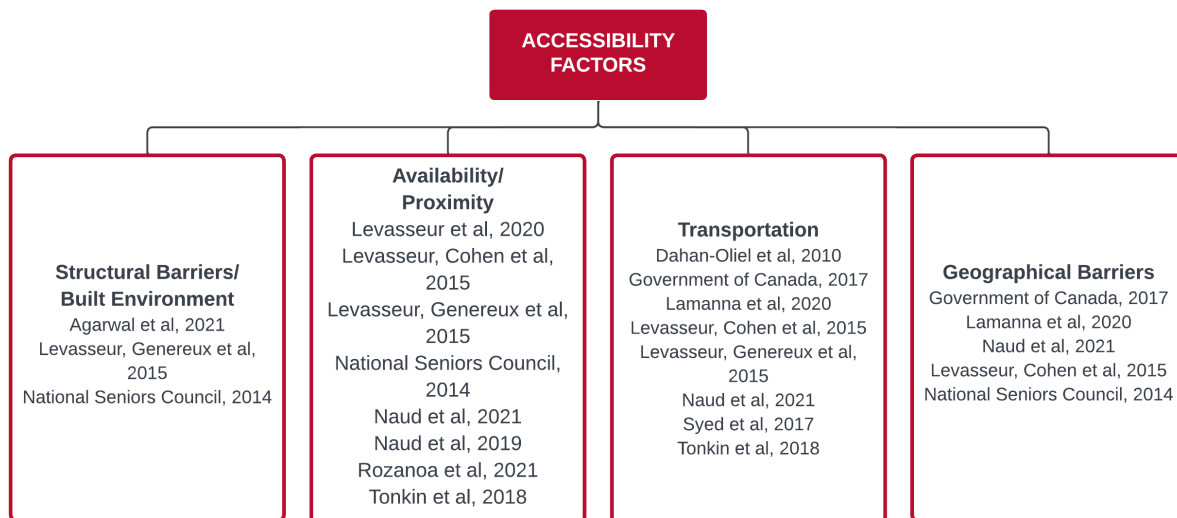 ACCESSIBILITY
FACTORS
Structural Barriers/
Built Environment
Agarwal et al, 2021
Levasseur, Genereux et al,
2015
National Seniors Council, 2014
Availability/
Proximity
Levasseur et al, 2020
Levasseur, Cohen et al,
2015
Levasseur, Genereux et al,
2015
National Seniors Council,
2014
Naud et al, 2021
Naud et al, 2019
Rozanoa et al, 2021
Tonkin et al, 2018
Transportation
Dahan-Oliel et al, 2010
Government of Canada, 2017
Lamanna et al, 2020
Levasseur, Cohen et al, 2015
Levasseur, Genereux et al,
2015
Naud et al, 2021
Syed et al, 2017
Tonkin et al, 2018
Geographical Barriers
Government of Canada, 2017
Lamanna et al, 2020
Naud et al, 2021
Levasseur, Cohen et al, 2015
National Seniors Council, 2014